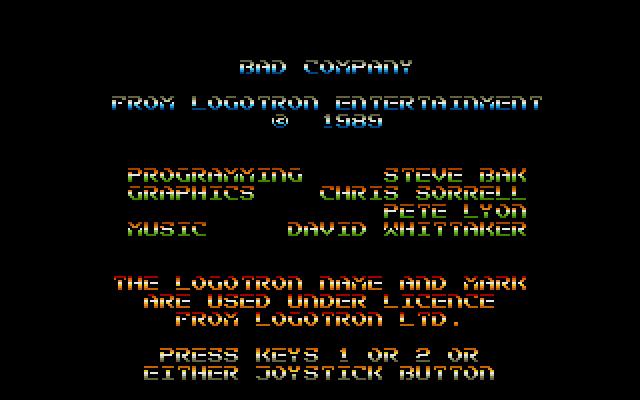 BAD COMPANY
FROM LOGOTRON ENTERTAINMENT
© 1989
PROGRAMMING STEVE BAK
GRAPHICS CHRIS SORRELL
PETE LYON
MUSIC DAVID WHITTAKER
THE LOGOTRON NAME AND MARK
ARE USED UNDER LICENCE
FROM LOGOTRON LTD.
PRESS KEYS 1 OR 2 OR
EITHER JOYSTICK BUTTON